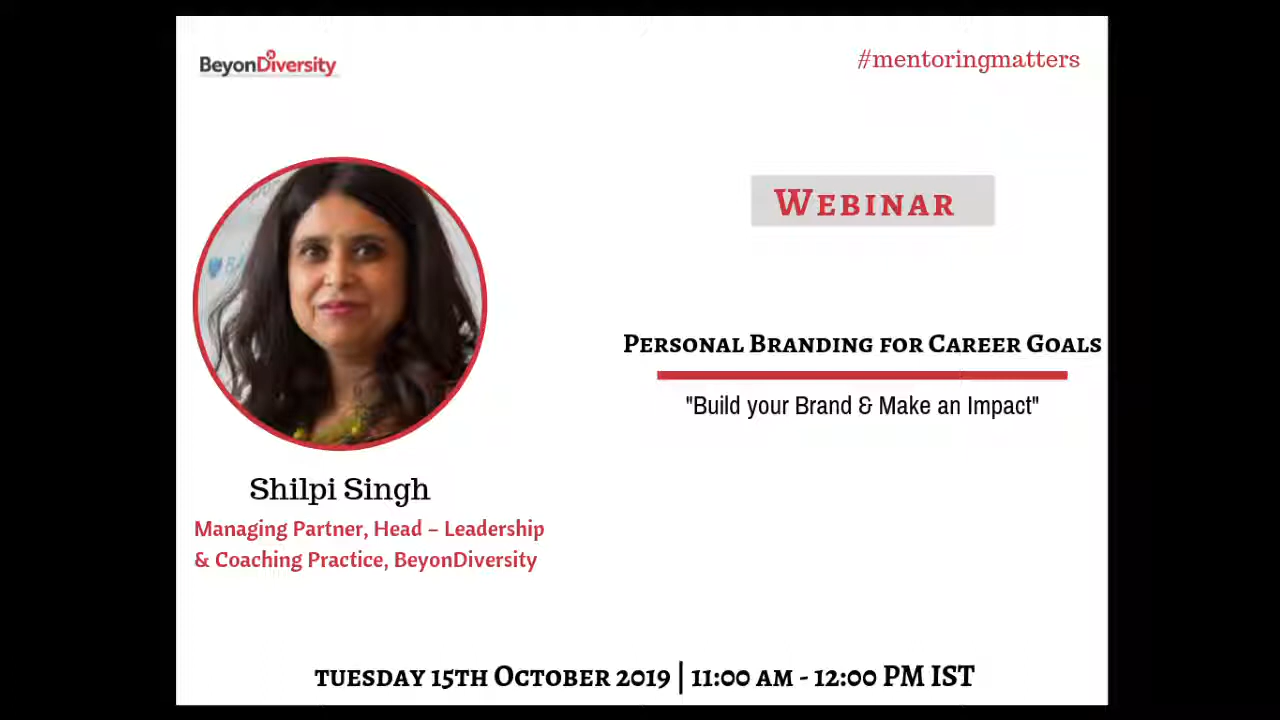 BeyonDiversity
#mentoringmatters
WEBINAR
PERSONAL BRANDING FOR CAREER GOALS
"Build your Brand & Make an Impact"
Shilpi Singh
Managing Partner, Head – Leadership
& Coaching Practice, BeyonDiversity
TUESDAY 15TH OCTOBER 2019 | 11:00 AM - 12:00 PM IST